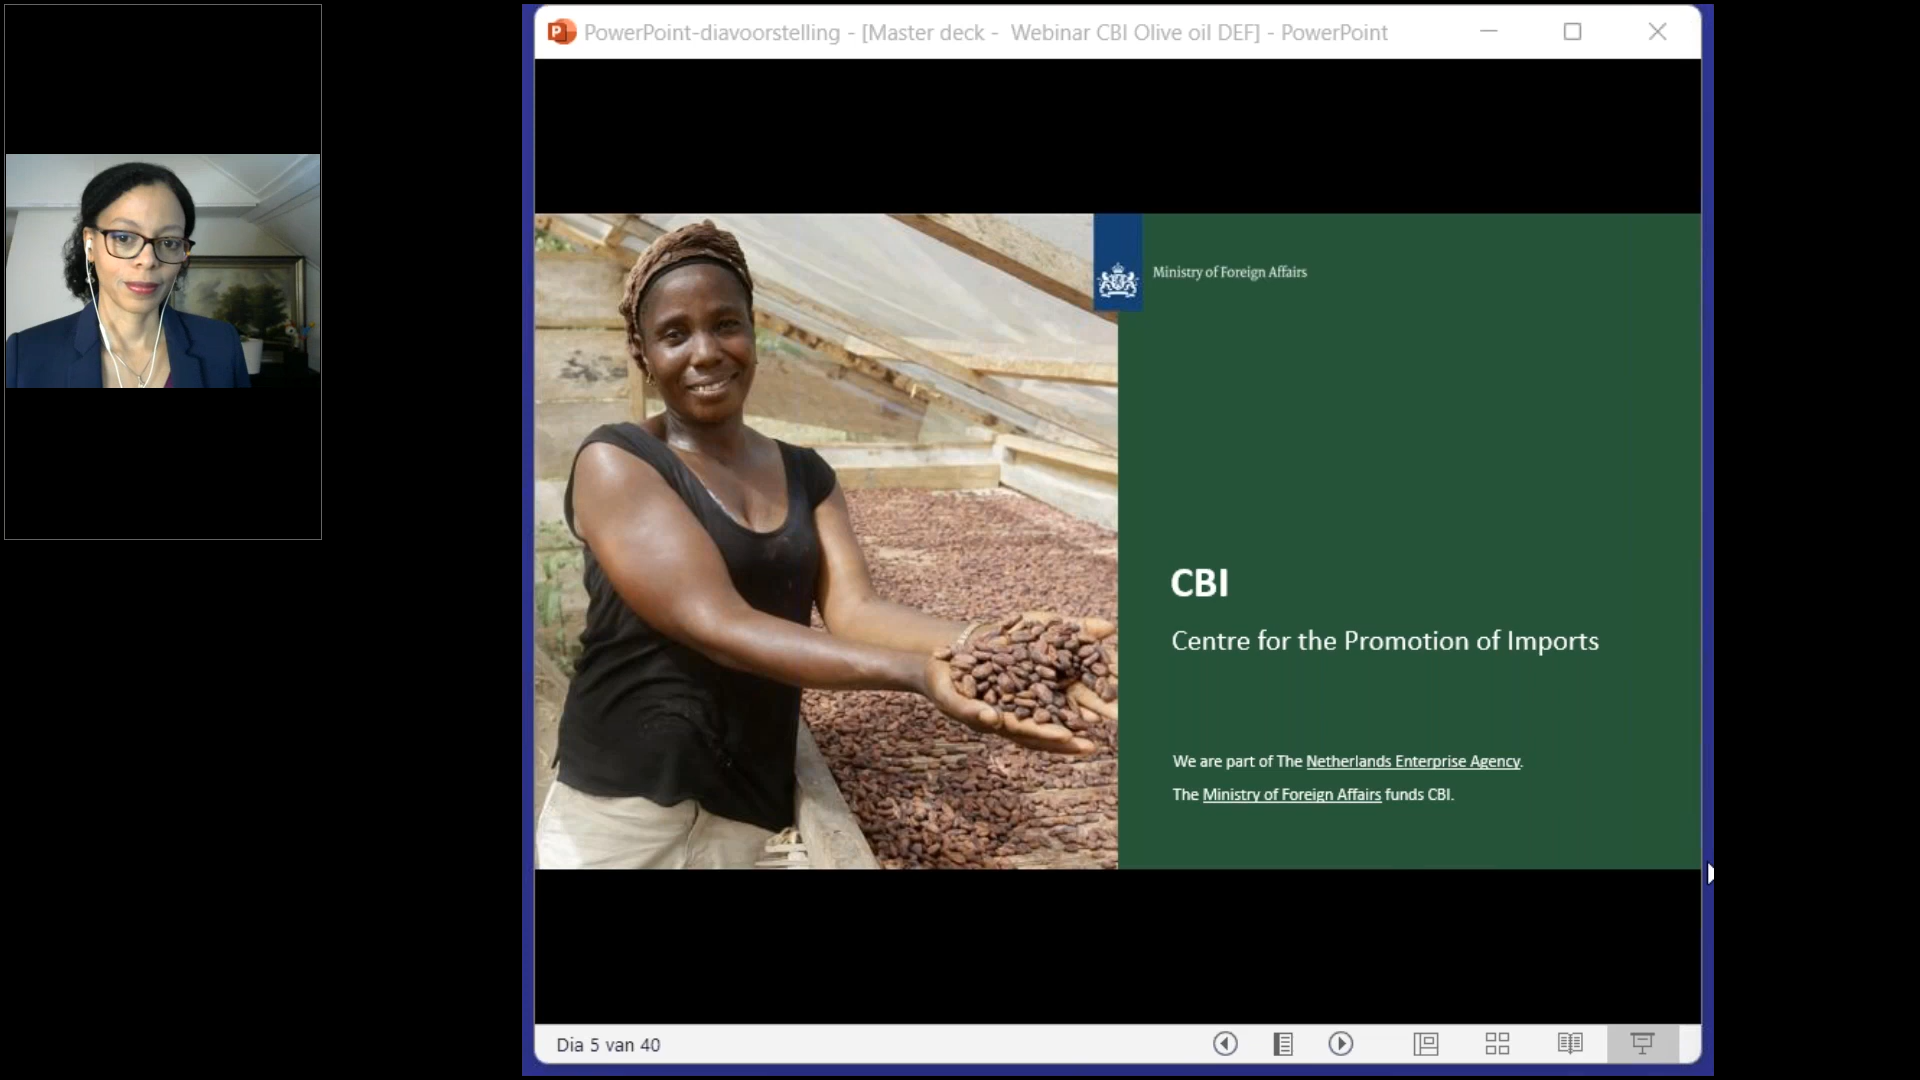 PowerPoint-diavoorstelling - [Master deck -  Webinar CBI Olive oil DEF] - PowerPoint
Ministry of Foreign Affairs
CBI
Centre for the Promotion of Imports
We are part of The Netherlands Enterprise Agency.
The Ministry of Foreign Affairs funds CBI.
Dia 5 van 40